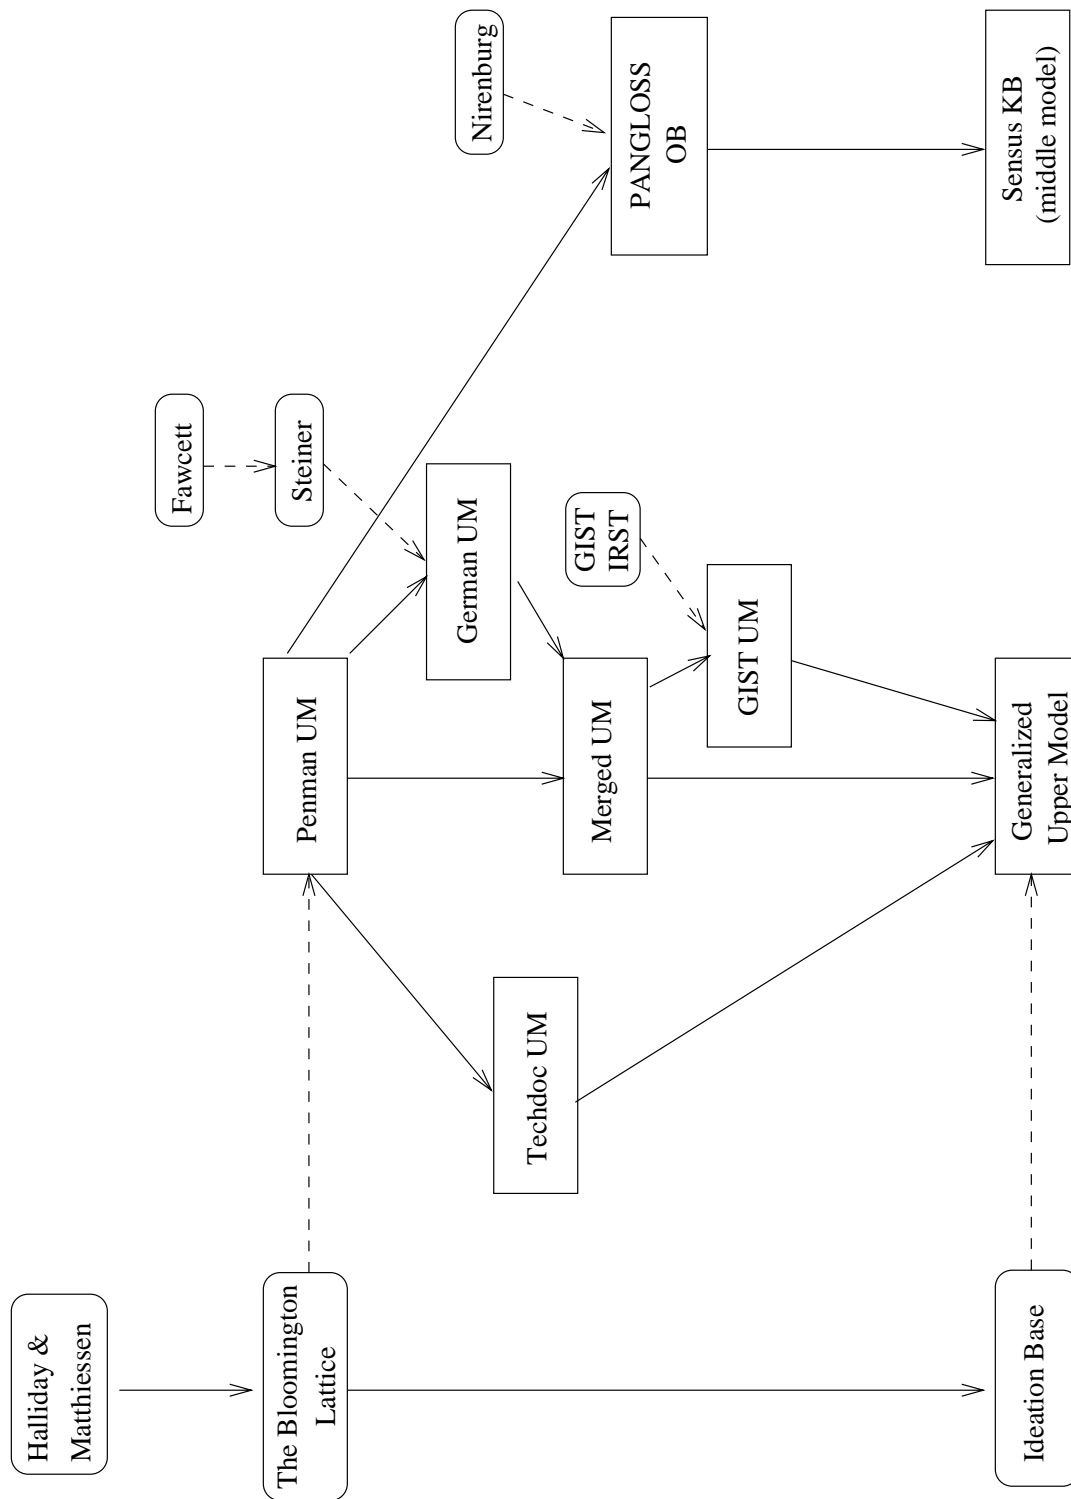 Halliday &
Matthiessen
The Bloomington
Lattice
Ideation Base
Techdoc UM
Penman UM
Merged UM
Generalized
Upper Model
German UM
GIST UM
GIST
IRST
Fawcett
Steiner
Nirenburg
PANGLOSS
OB
Sensus KB
(middle model)